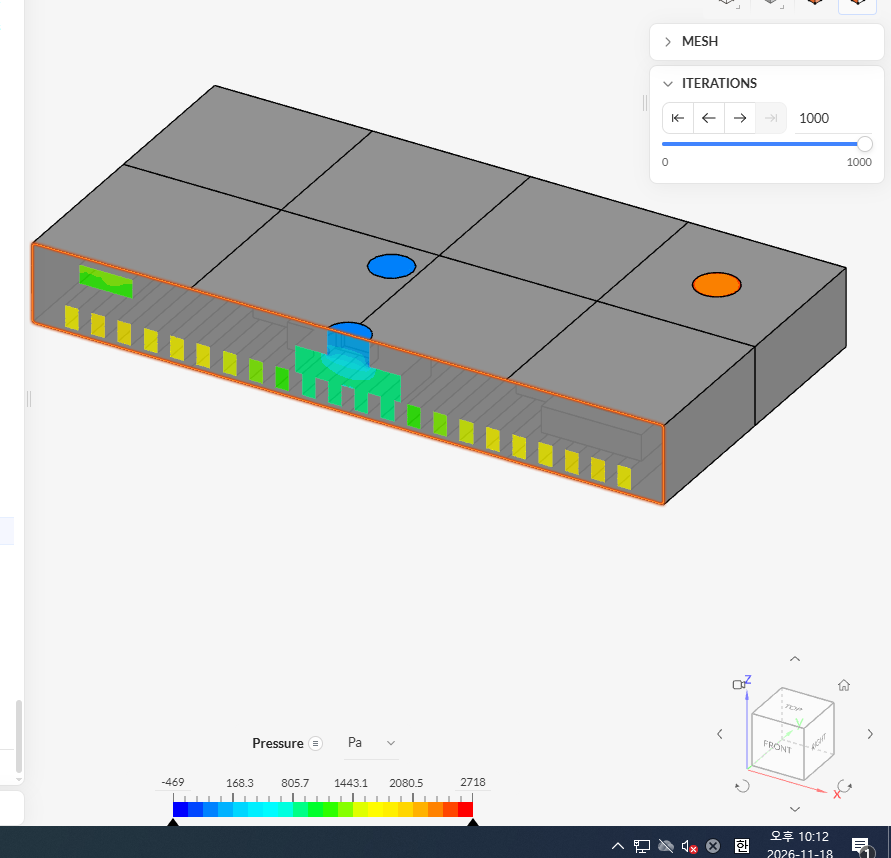 MESH
ITERATIONS
1000
0 1000
Z
TOP
Y
FRONT RIGHT
X
Pressure Pa
-469 168.3 805.7 1443.1 2080.5 2718
한 오후 10:12
2026-11-18
1